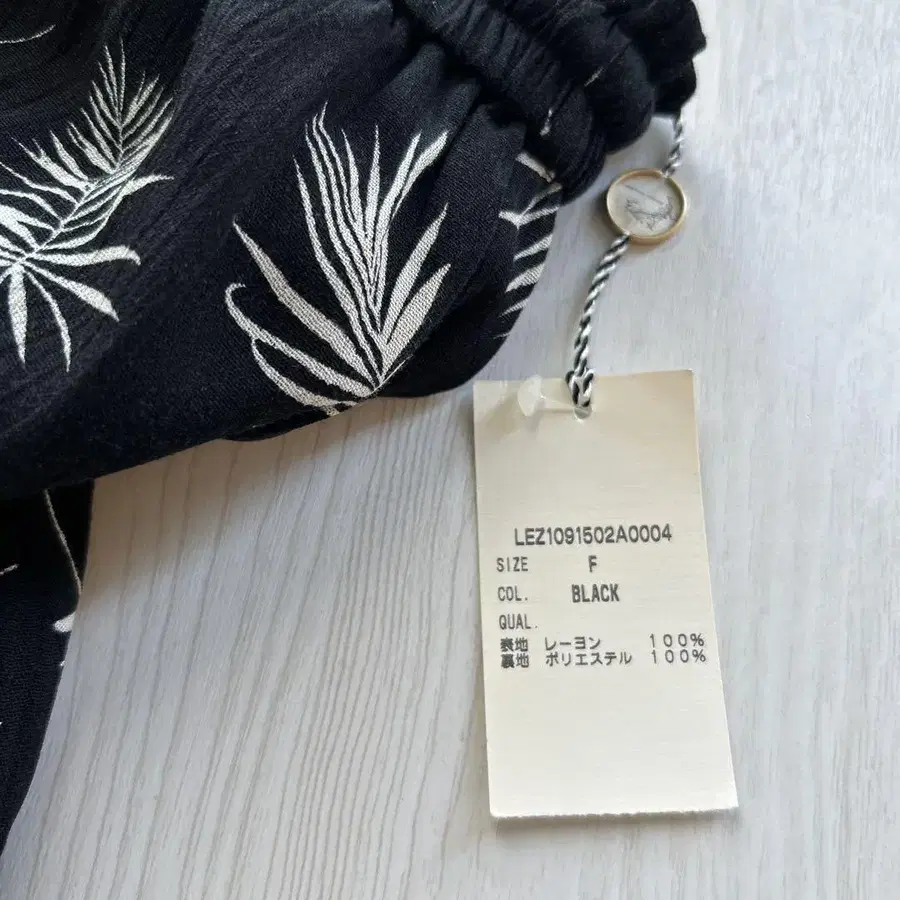 LEZ1091502A0004
SIZE F
COL. BLACK
QUAL.
表地 レーヨン 100%
裏地 ポリエステル 100%